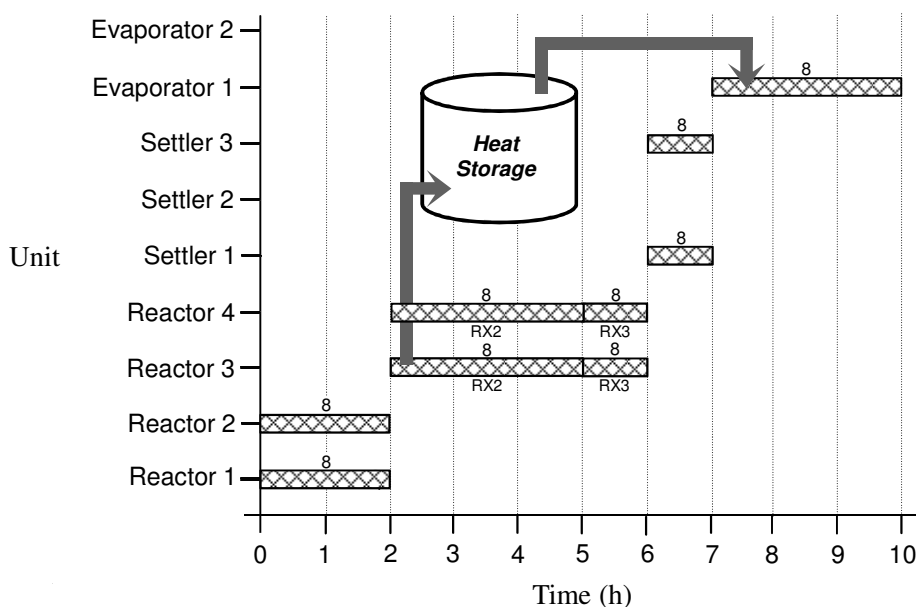 Evaporator 2
Evaporator 1
8
Settler 3
8
Heat
Storage
Settler 2
Unit
Settler 1
8
Reactor 4
8
8
RX2
RX3
Reactor 3
8
8
RX2
RX3
Reactor 2
8
Reactor 1
8
0 1 2 3 4 5 6 7 8 9 10
Time (h)